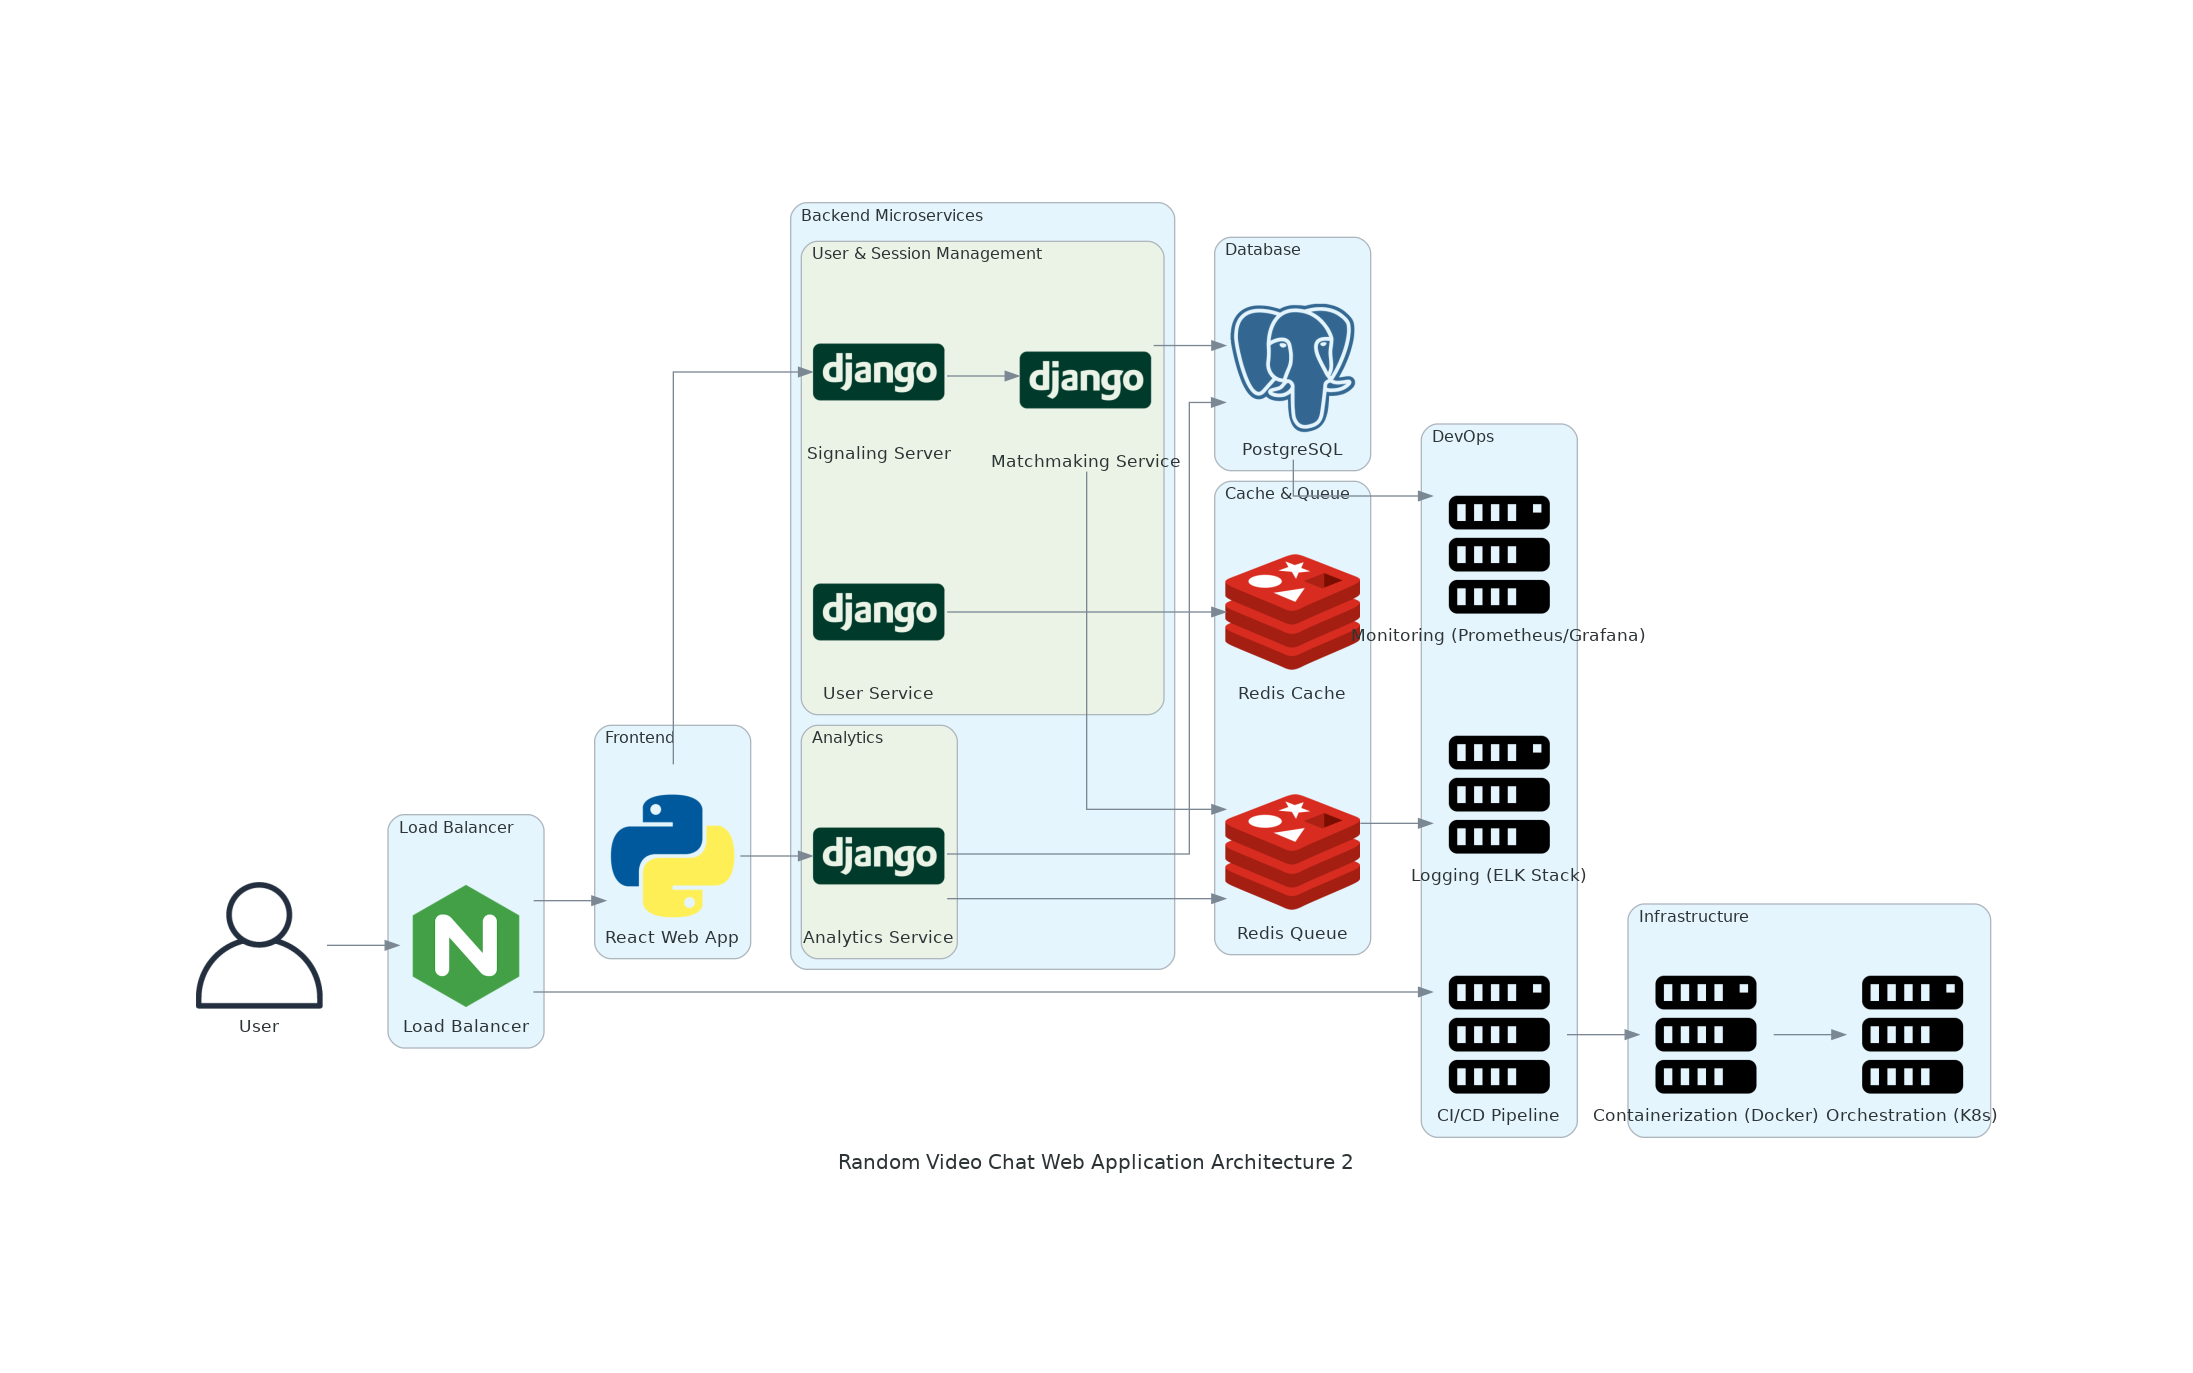 Backend Microservices
User & Session Management
django
Signaling Server
django
Matchmaking Service
django
User Service
Database
PostgreSQL
Cache & Queue
Redis Cache
Redis Queue
DevOps
Monitoring (Prometheus/Grafana)
Logging (ELK Stack)
CI/CD Pipeline
Frontend
React Web App
Analytics
django
Analytics Service
Load Balancer
N
Load Balancer
User
Infrastructure
Containerization (Docker)
Orchestration (K8s)
Random Video Chat Web Application Architecture 2